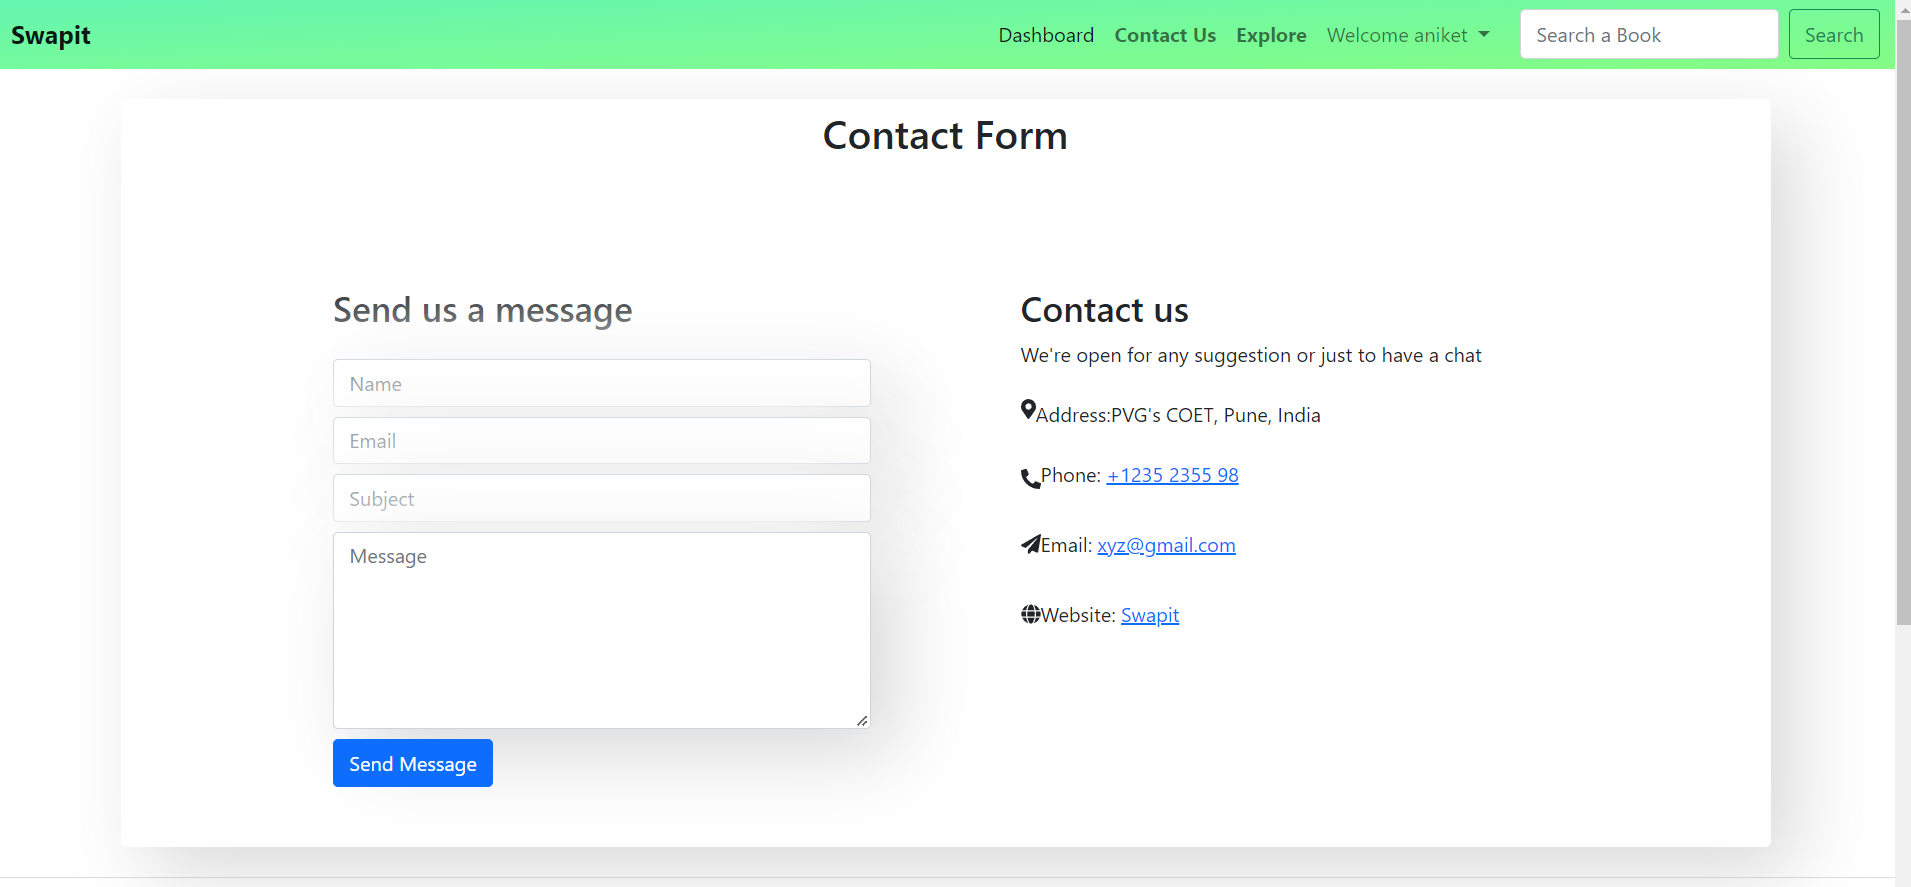 Swapit
Dashboard Contact Us Explore Welcome aniket Search a Book Search
Contact Form
Send us a message
Name
Email
Subject
Message
Send Message
Contact us
We're open for any suggestion or just to have a chat
Address:PVG's COET, Pune, India
Phone: +1235 2355 98
Email: xyz@gmail.com
Website: Swapit